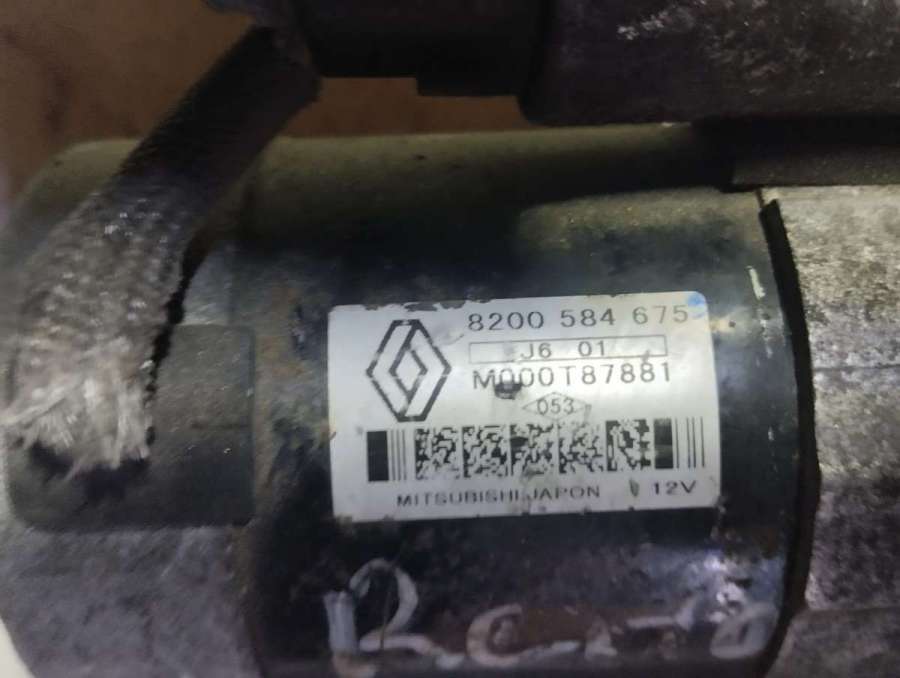 8200 584 675
J6 01
M000T87881
053
MITSUBISHI JAPON 12V